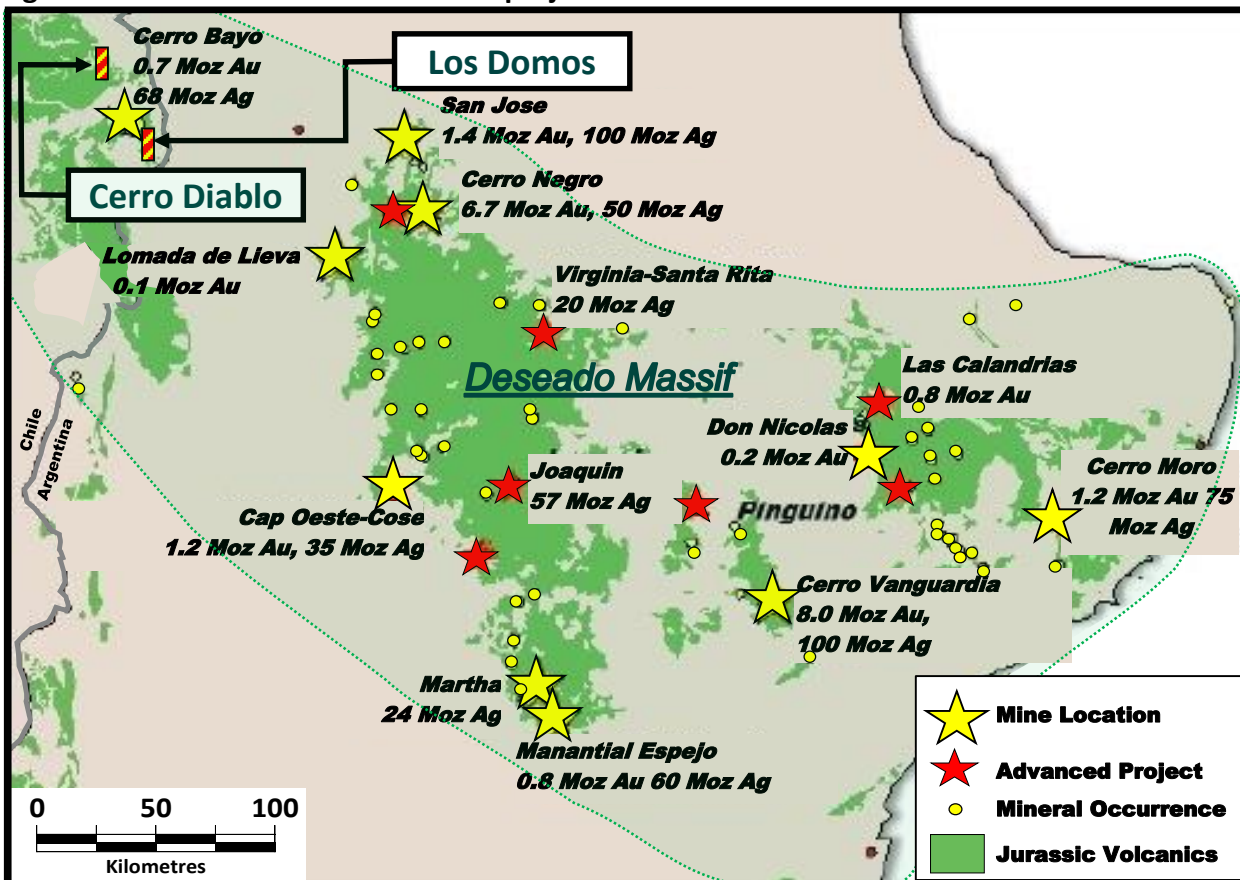 Cerro Bayo
0.7 Moz Au
68 Moz Ag
Los Domos
San Jose
1.4 Moz Au, 100 Moz Ag
Cerro Diablo
Cerro Negro
6.7 Moz Au, 50 Moz Ag
Lomada de Lieva
0.1 Moz Au
Virginia-Santa Rita
20 Moz Ag
Deseado Massif
Las Calandrias
0.8 Moz Au
Chile
Argentina
Don Nicolas
0.2 Moz Au
Joaquin
57 Moz Ag
Cerro Moro
1.2 Moz Au 75
Moz Ag
Pinguino
Cap Oeste-Cose
1.2 Moz Au, 35 Moz Ag
Cerro Vanguardia
8.0 Moz Au,
100 Moz Ag
Martha
24 Moz Ag
Manantial Espejo
0.8 Moz Au 60 Moz Ag
Mine Location
Advanced Project
Mineral Occurrence
Jurassic Volcanics
0 50 100
Kilometres